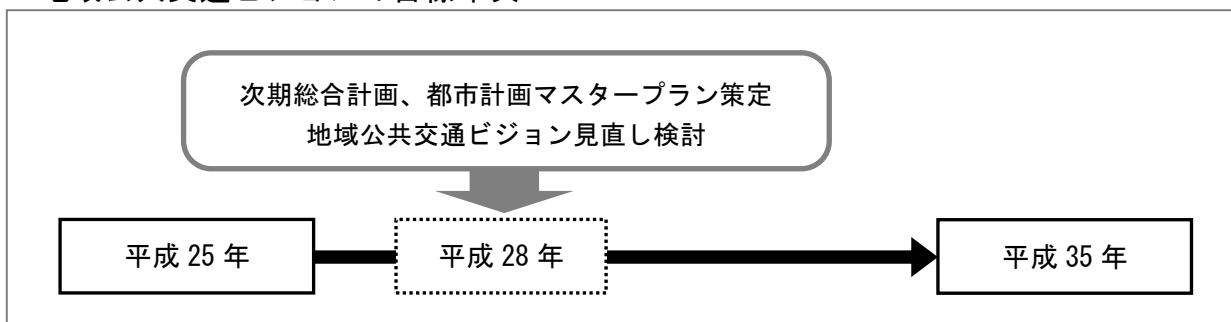 次期総合計画、都市計画マスタープラン策定
地域公共交通ビジョン見直し検討
平成 25 年
平成 28 年
平成 35 年